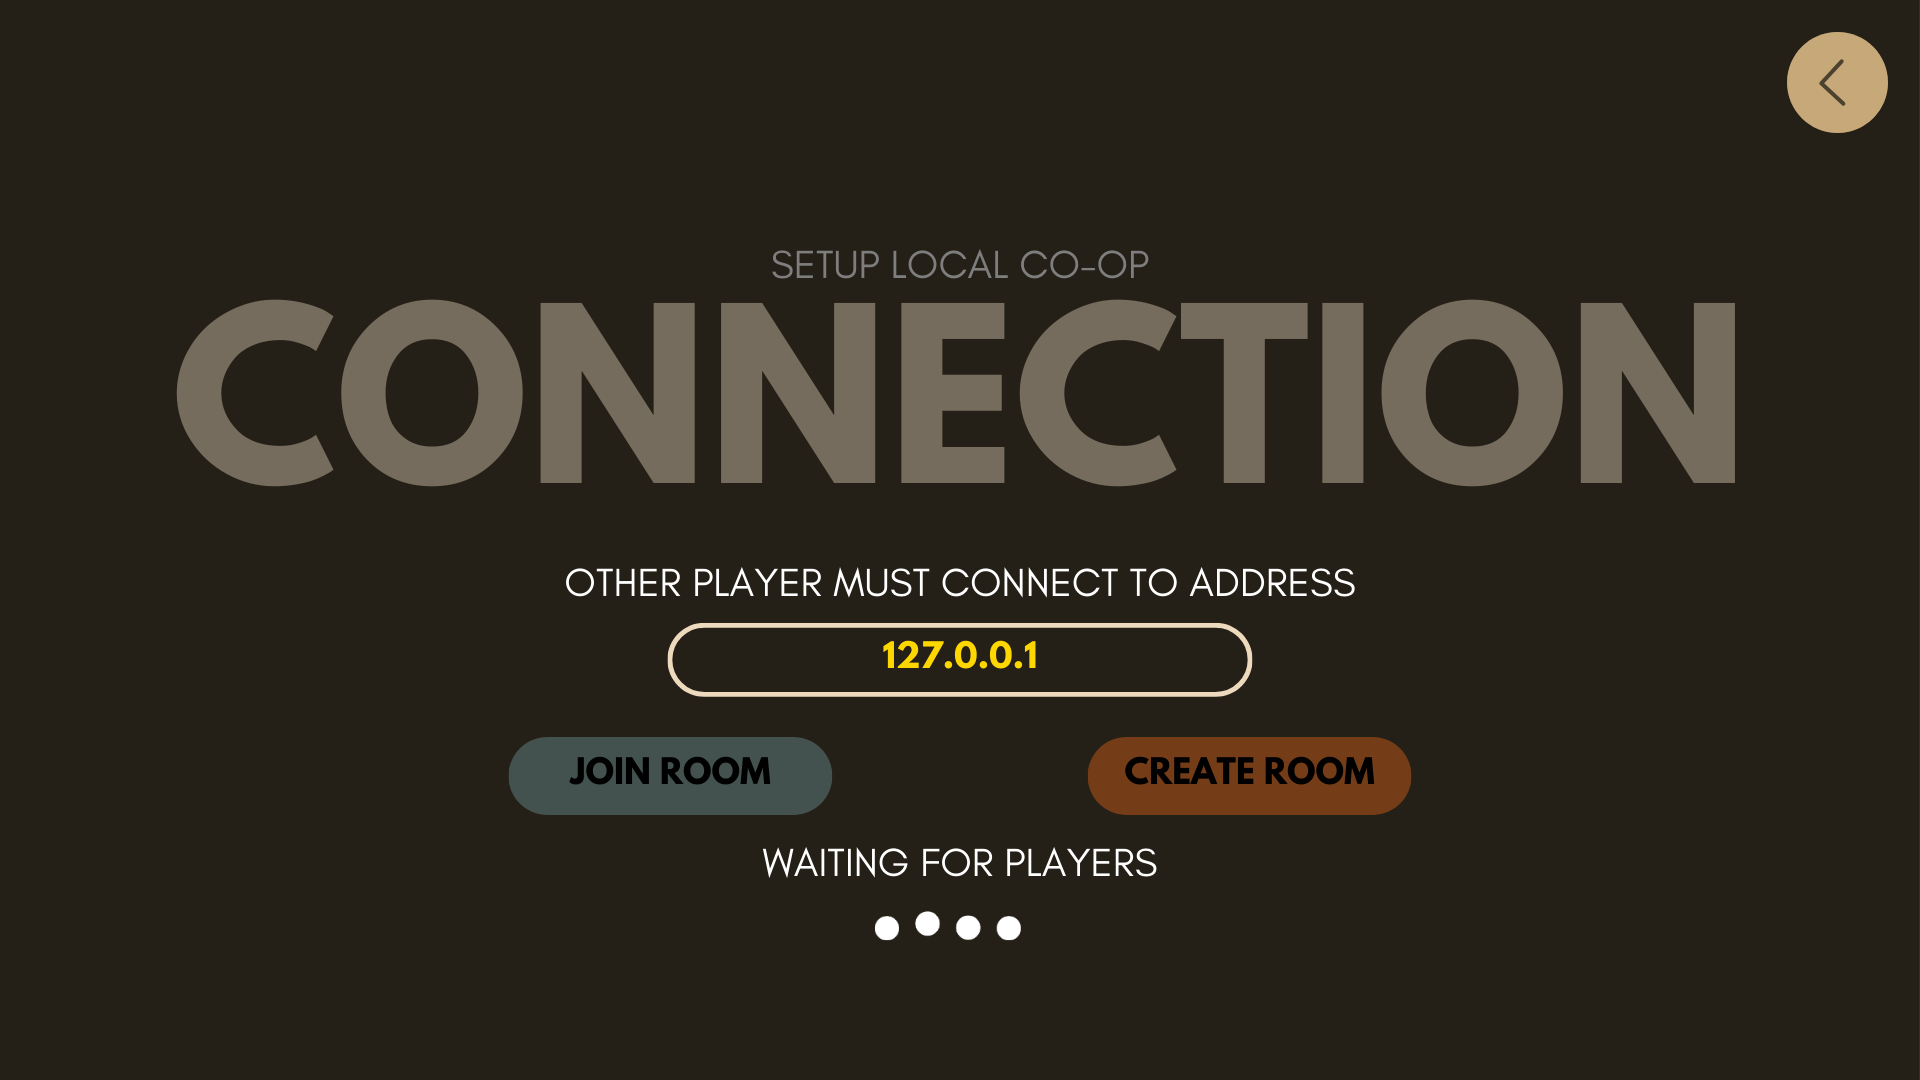 SETUP LOCAL CO-OP
CONNECTION
OTHER PLAYER MUST CONNECT TO ADDRESS
127.0.0.1
JOIN ROOM
CREATE ROOM
WAITING FOR PLAYERS